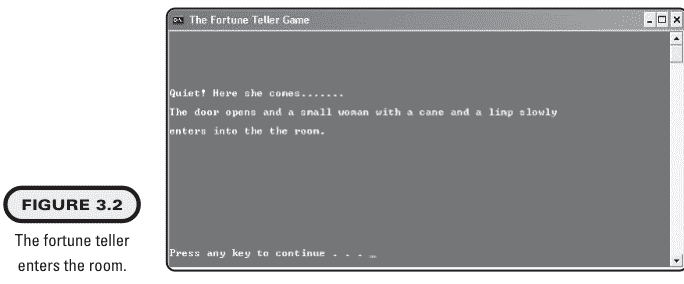 The Fortune Teller Game
Quiet! Here she comes.......
The door opens and a small woman with a cane and a limp slowly
enters into the the room.
Press any key to continue . . . _
FIGURE 3.2
The fortune teller
enters the room.